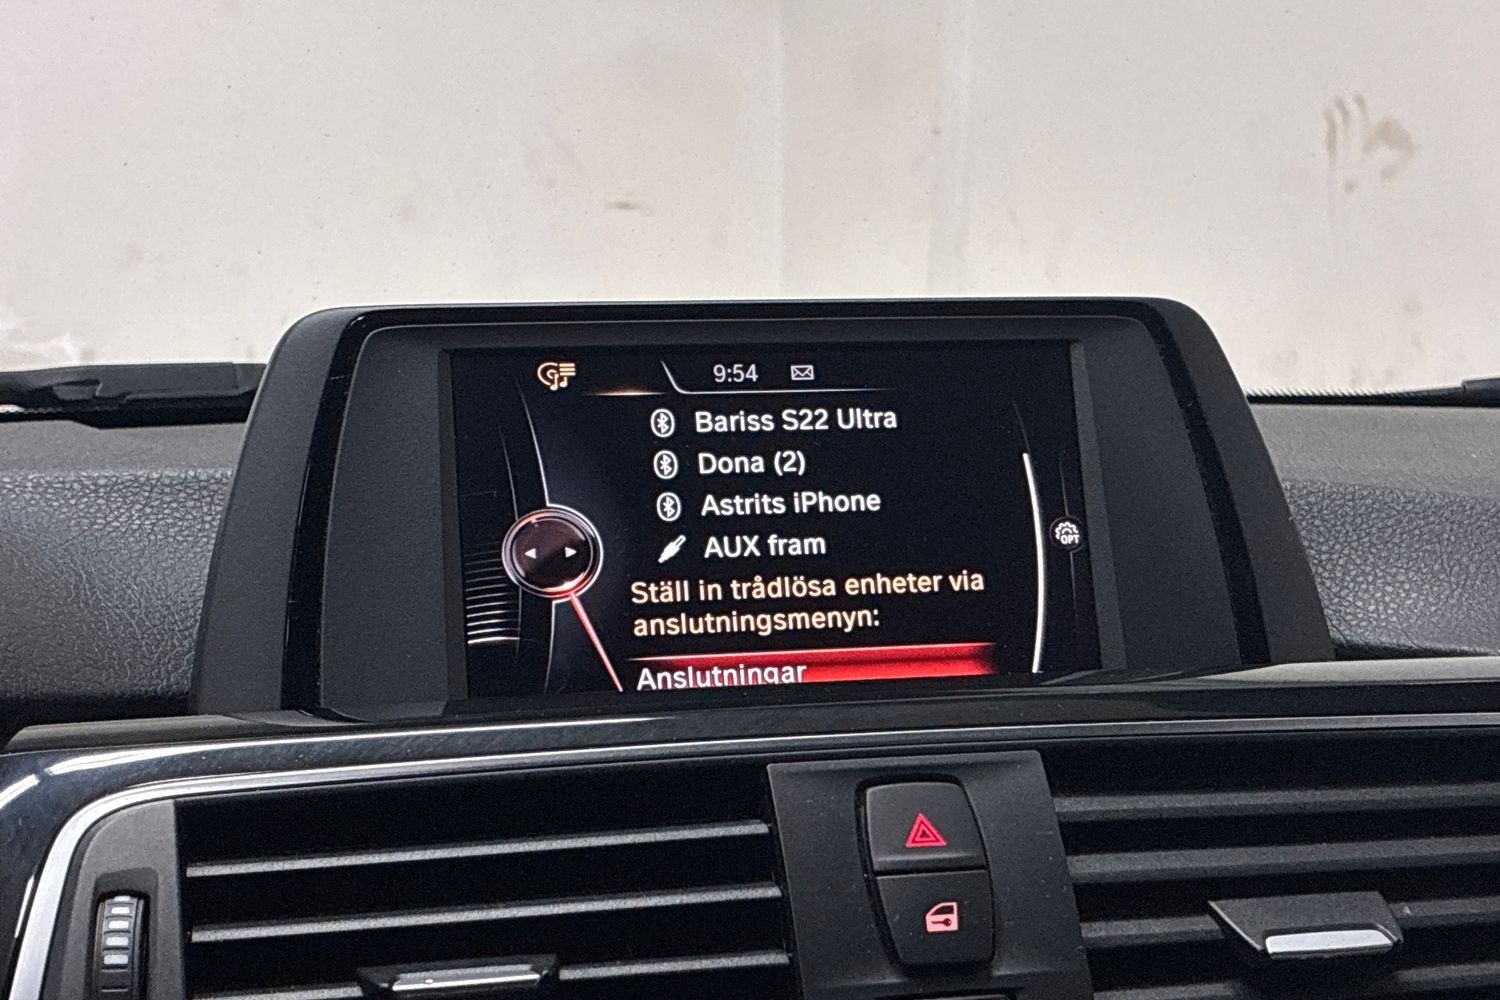 9:54
Bariss S22 Ultra
Dona (2)
Astrits iPhone
AUX fram
OPT
Ställ in trådlösa enheter via
anslutningsmenyn:
Anslutningar